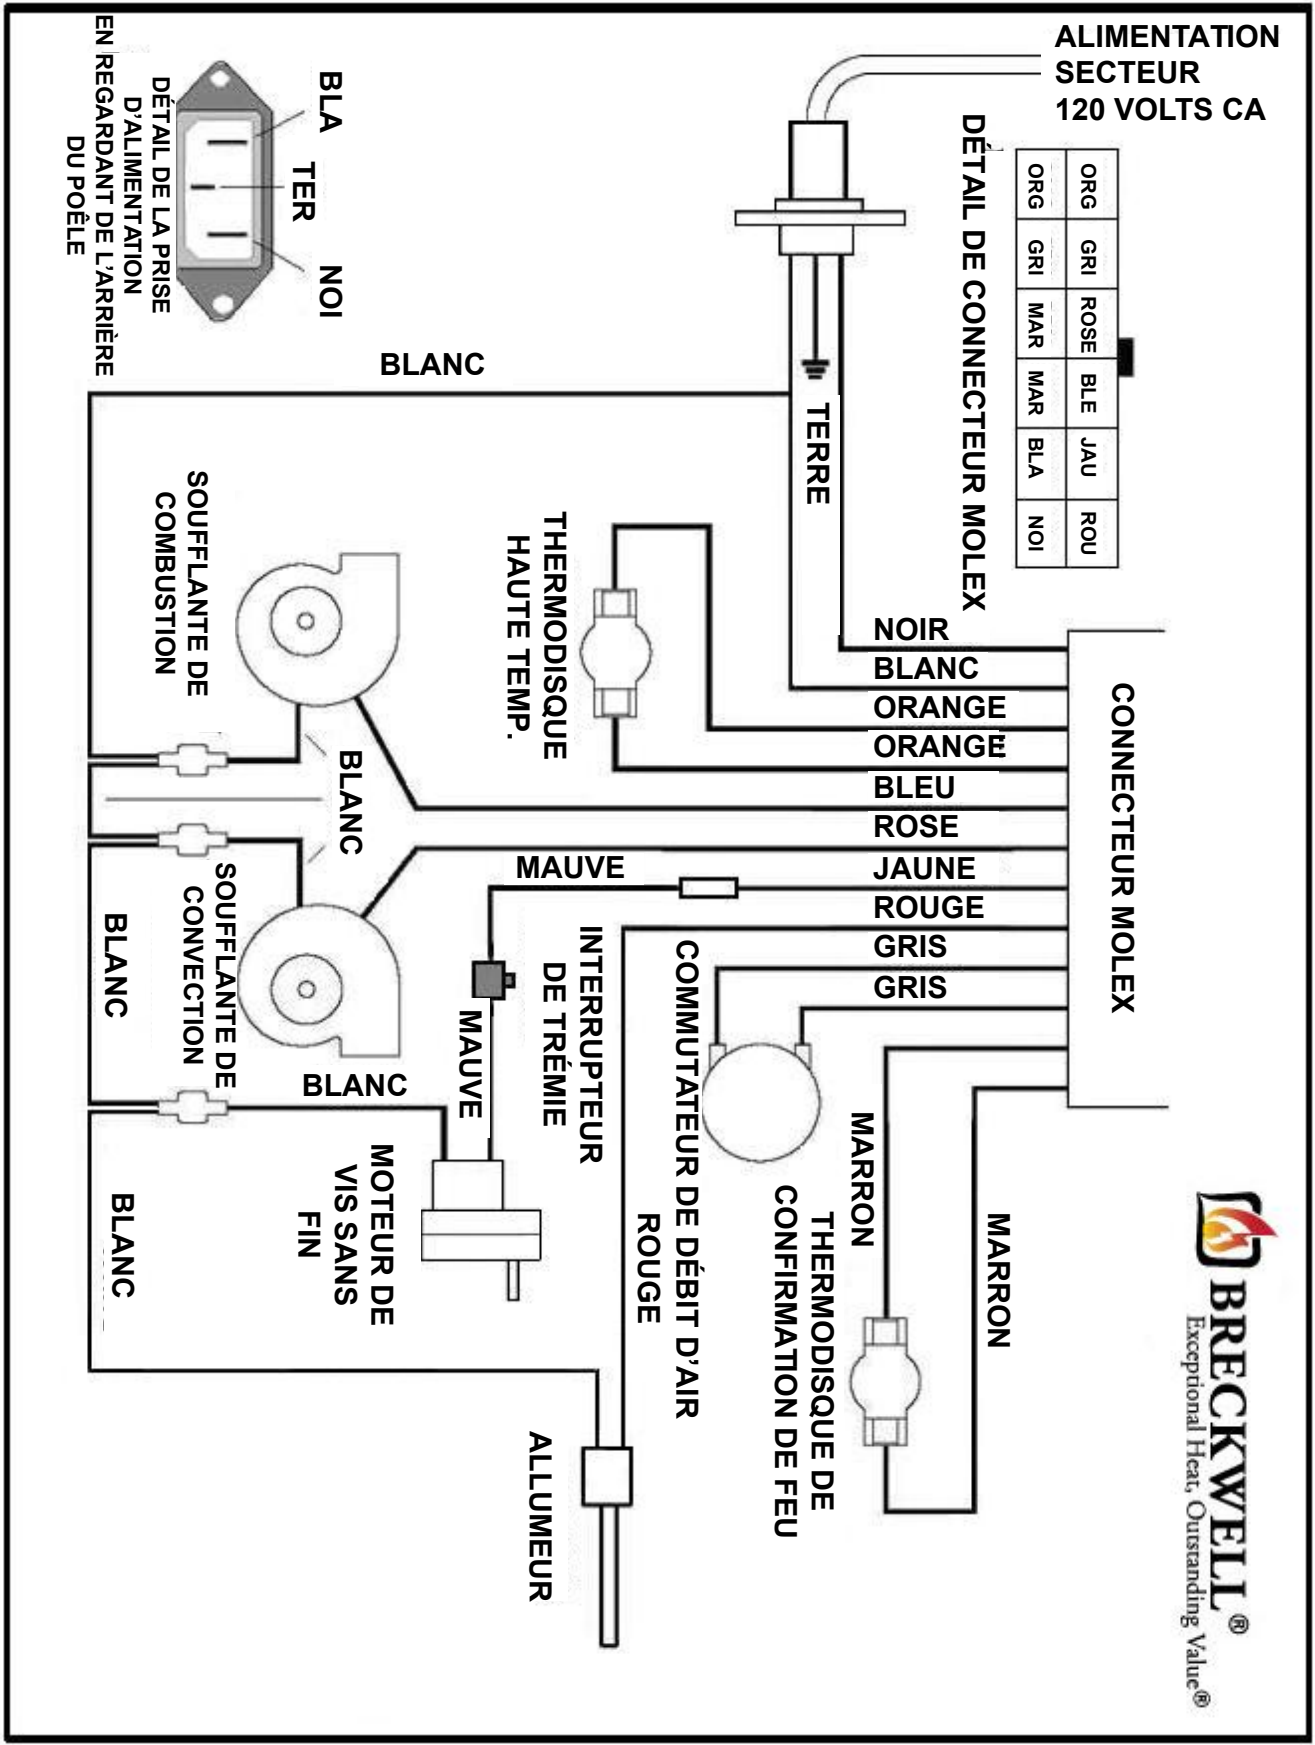 ALIMENTATION
SECTEUR
120 VOLTS CA
BLA
TER
NOI
DÉTAIL DE LA PRISE
D'ALIMENTATION
EN REGARDANT DE L'ARRIÈRE
DU POÊLE
DÉTAIL DE CONNECTEUR MOLEX
ORG GRI ROSE BLE JAU ROU
ORG GRI MAR MAR BLA NOI
BLANC
TERRE
SOUFFLANTE DE
COMBUSTION
THERMODISQUE
HAUTE TEMP.
NOIR
BLANC
ORANGE
ORANGE
BLEU
ROSE
JAUNE
ROUGE
GRIS
GRIS
CONNECTEUR MOLEX
BLANC
MAUVE
SOUFFLANTE DE
CONVECTION
BLANC
INTERRUPTEUR
DE TRÉMIE
MAUVE
COMMUTATEUR DE DÉBIT D'AIR
BLANC
MOTEUR DE
VIS SANS
FIN
BLANC
ROUGE
MARRON
MARRON
THERMODISQUE DE
CONFIRMATION DE FEU
ALLUMEUR
BRECKWELL®
Exceptional Heat, Outstanding Value®